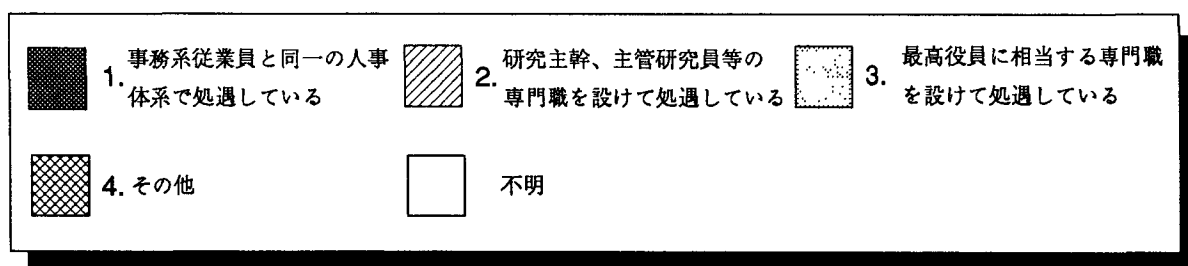 1. 事務系従業員と同一の人事
体系で処遇している
2. 研究主幹、主管研究員等の
専門職を設けて処遇している
3. 最高役員に相当する専門職
を設けて処遇している
4. その他
不明